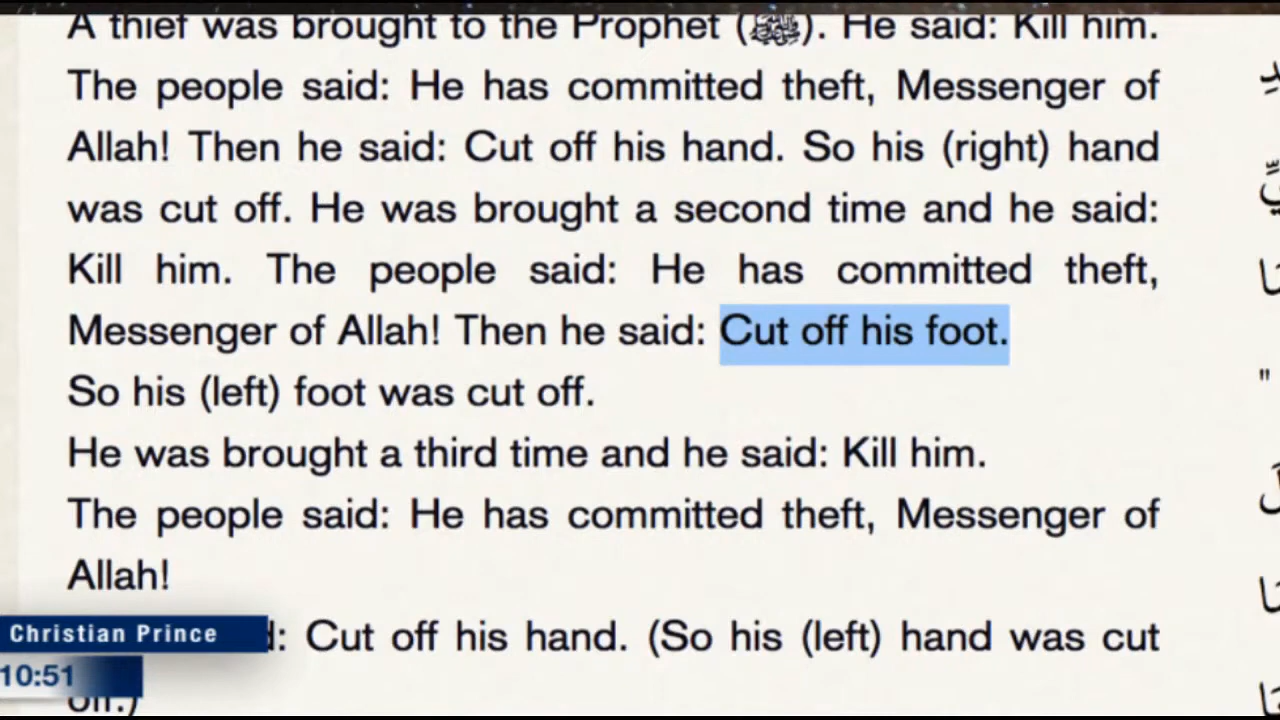 A thief was brought to the Prophet (ﷺ). He said: Kill him.
The people said: He has committed theft, Messenger of
Allah! Then he said: Cut off his hand. So his (right) hand
was cut off. He was brought a second time and he said:
Kill him. The people said: He has committed theft,
Messenger of Allah! Then he said: Cut off his foot.
So his (left) foot was cut off.
He was brought a third time and he said: Kill him.
The people said: He has committed theft, Messenger of
Allah!
Cut off his hand. (So his (left) hand was cut
off.)
Christian Prince
10:51